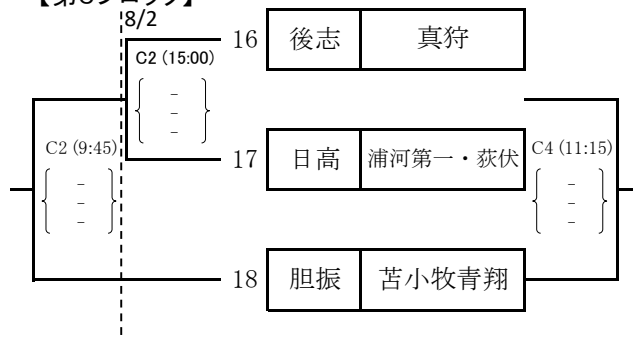 8/2
16 後志 真狩
C2 (15:00)
–
–
–
C2 (9:45)
–
–
–
17 日高 浦河第一・荻伏
C4 (11:15)
–
–
–
18 胆振 苫小牧青翔